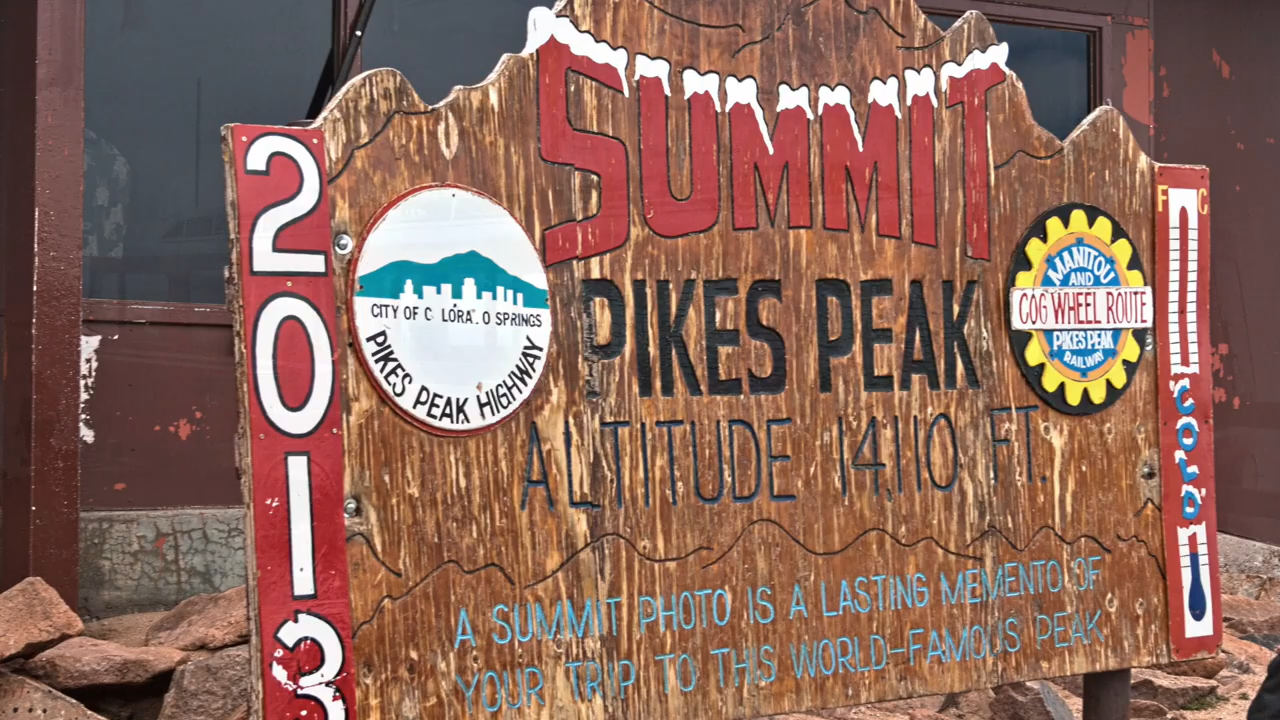 2013
SUMMIT
PIKES PEAK
ALTITUDE 14,110 FT.
A SUMMIT PHOTO IS A LASTING MEMENTO OF
YOUR TRIP TO THIS WORLD-FAMOUS PEAK
CITY OF C LORA . O SPRINGS
PIKES PEAK HIGHWAY
MANITOU
AND
COG WHEEL ROUTE
PIKES PEAK
RAILWAY
F C
COLD